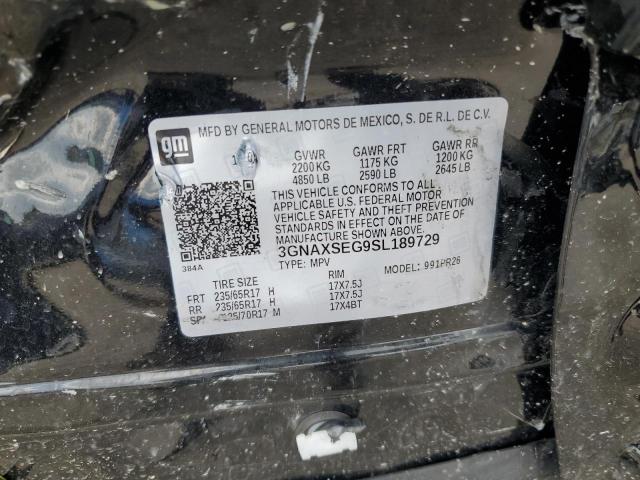 gm
MFD BY GENERAL MOTORS DE MEXICO, S. DE R.L. DE C.V.
GVWR GAWR FRT GAWR RR
2200 KG 1175 KG 1200 KG
4850 LB 2590 LB 2645 LB
THIS VEHICLE CONFORMS TO ALL
APPLICABLE U.S. FEDERAL MOTOR
VEHICLE SAFETY AND THEFT PREVENTION
STANDARDS IN EFFECT ON THE DATE OF
MANUFACTURE SHOWN ABOVE.
3GNAXSEG9SL189729
384A TYPE: MPV MODEL: 991PR26
TIRE SIZE RIM
FRT 235/65R17 H 17X7.5J
RR 235/65R17 H 17X7.5J
R17 M 17X4BT